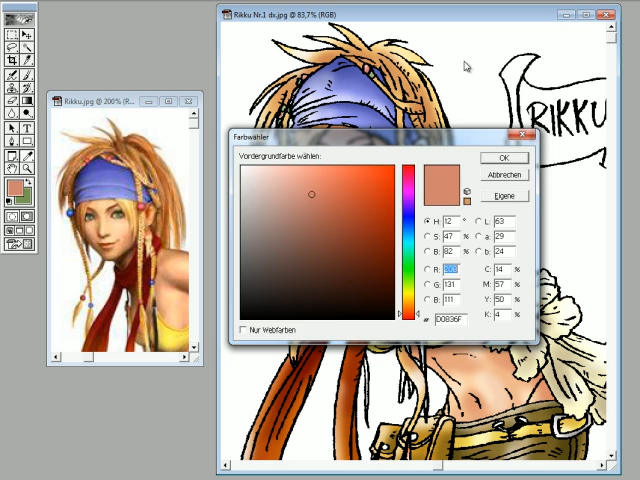 Rikku Nr.1 dx.jpg @ 83,7% (RGB)
Rikku.jpg @ 200% (R...
RIKKU
Farbwähler
Vordergrundfarbe wählen:
OK
Abbrechen
Eigene
H: 12 °
L: 63
S: 47 %
a: 29
B: 82 %
b: 24
R: 208
C: 14 %
G: 131
M: 57 %
B: 111
Y: 50 %
K: 4 %
# D0836F
Nur Webfarben
T